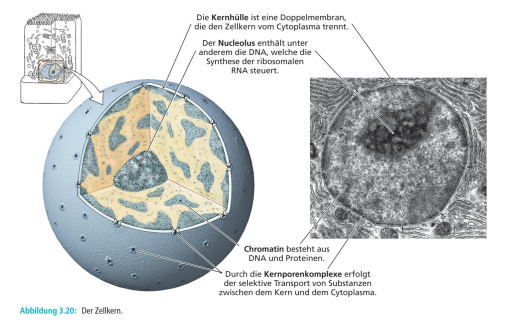 Die Kernhülle ist eine Doppelmembran,
die den Zellkern vom Cytoplasma trennt.
Der Nucleolus enthält unter
anderem die DNA, welche die
Synthese der ribosomalen
RNA steuert.
Chromatin besteht aus
DNA und Proteinen.
Durch die Kernporenkomplexe erfolgt
der selektive Transport von Substanzen
zwischen dem Kern und dem Cytoplasma.
Abbildung 3.20: Der Zellkern.